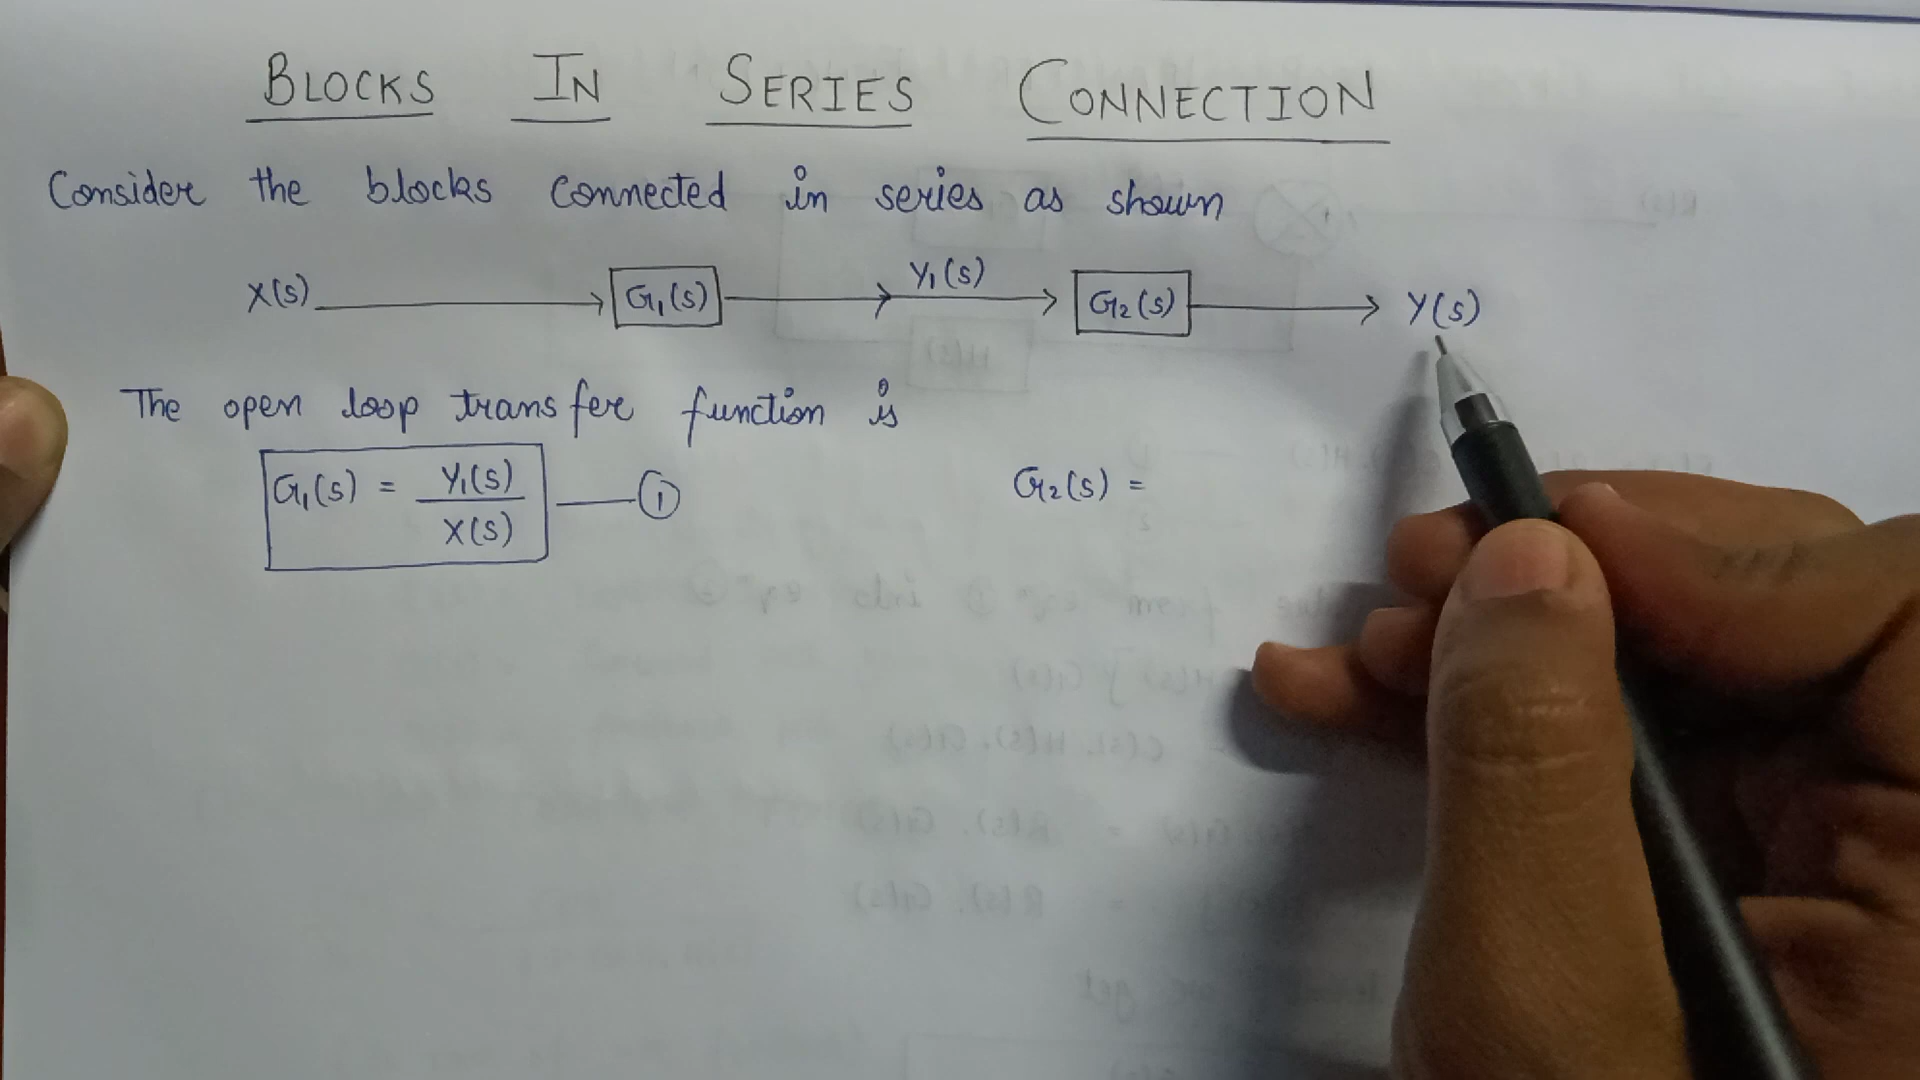 BLOCKS IN SERIES CONNECTION
Consider the blocks connected in series as shown
X(s) G₁(s) Y₁(s) G₂(s) Y(s)
The open loop transfer function is
G₁(s) = Y₁(s) / X(s) — ① G₂(s) =